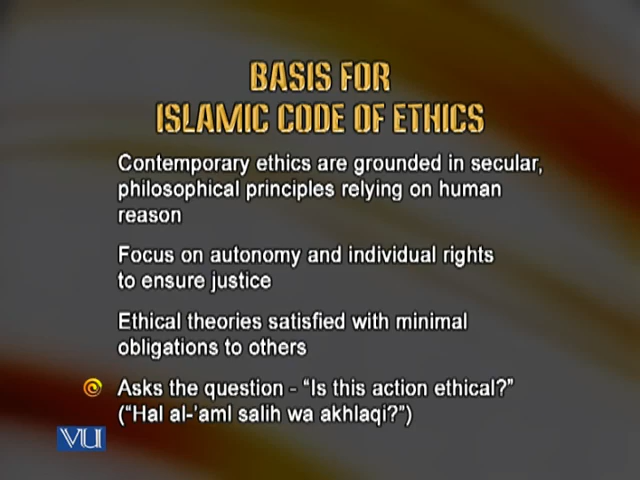 BASIS FOR
ISLAMIC CODE OF ETHICS
Contemporary ethics are grounded in secular,
philosophical principles relying on human
reason
Focus on autonomy and individual rights
to ensure justice
Ethical theories satisfied with minimal
obligations to others
Asks the question - “Is this action ethical?”
(“Hal al-’aml salih wa akhlaqi?”)
VU